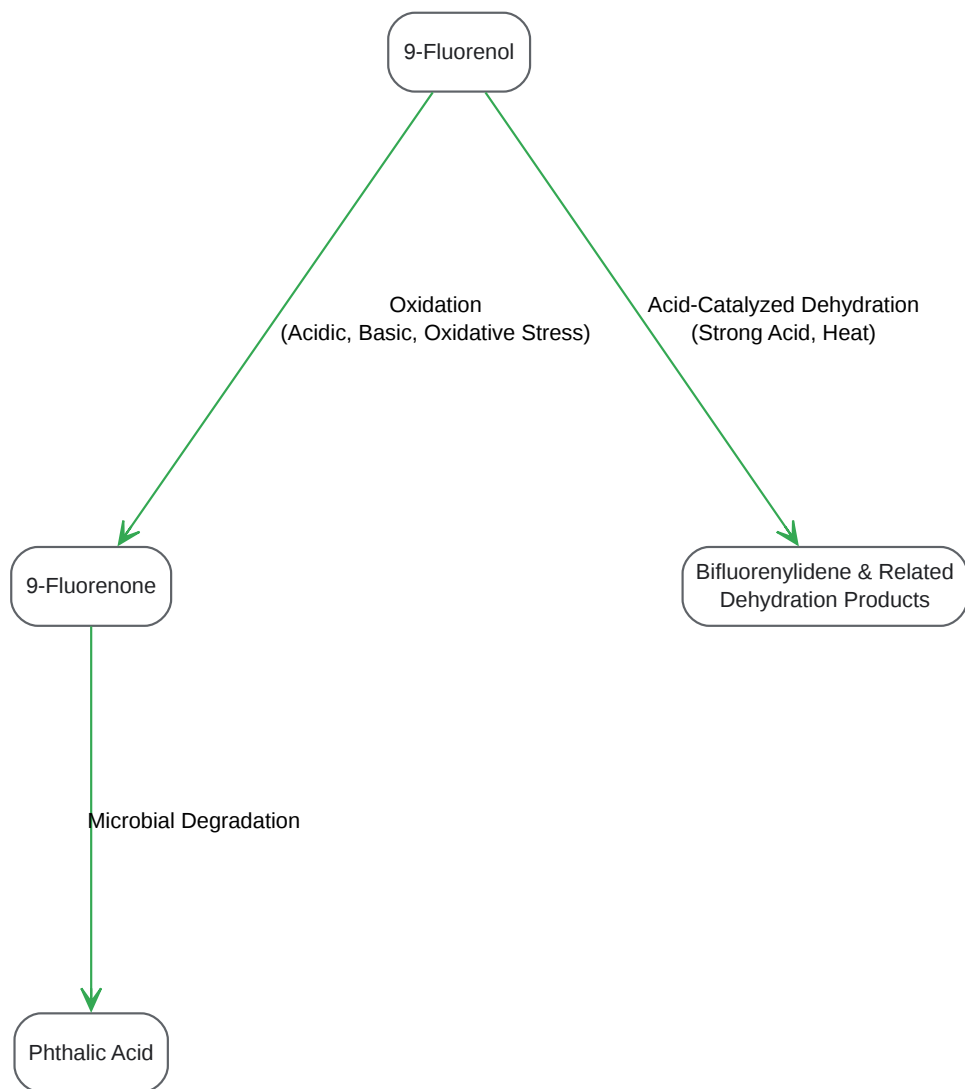 9-Fluorenol
Oxidation
(Acidic, Basic, Oxidative Stress)
Acid-Catalyzed Dehydration
(Strong Acid, Heat)
9-Fluorenone
Bifluorenylidene & Related
Dehydration Products
Microbial Degradation
Phthalic Acid